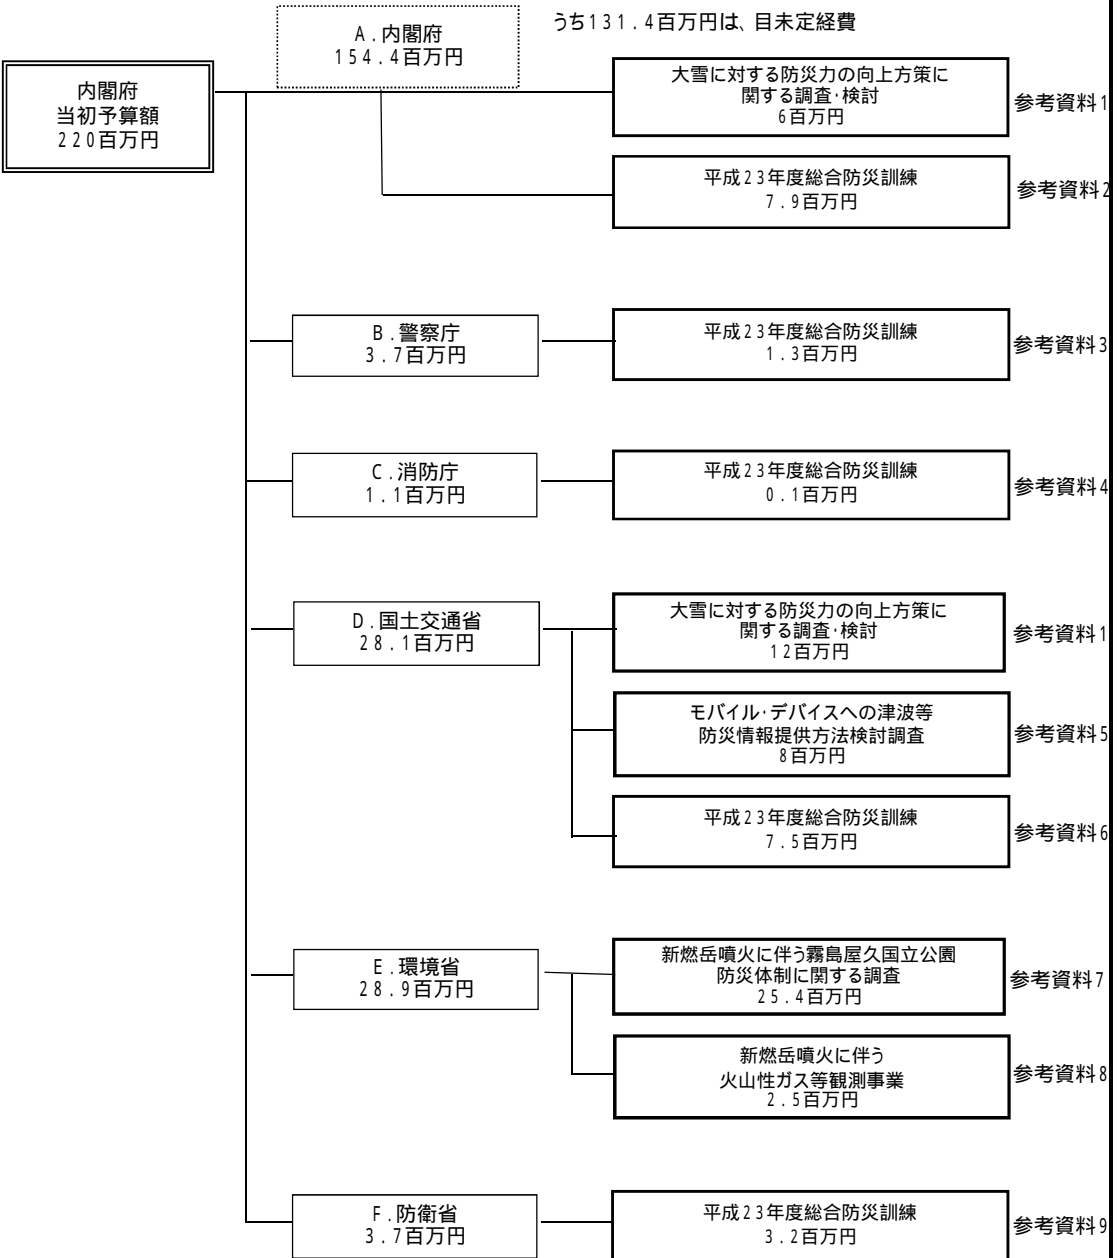 うち131.4百万円は、目未定経費
A.内閣府
154.4百万円
内閣府
当初予算額
220百万円
大雪に対する防災力の向上方策に
関する調査・検討
6百万円
参考資料1
平成23年度総合防災訓練
7.9百万円
参考資料2
B.警察庁
3.7百万円
平成23年度総合防災訓練
1.3百万円
参考資料3
C.消防庁
1.1百万円
平成23年度総合防災訓練
0.1百万円
参考資料4
D.国土交通省
28.1百万円
大雪に対する防災力の向上方策に
関する調査・検討
12百万円
参考資料1
モバイル・デバイスへの津波等
防災情報提供方法検討調査
8百万円
参考資料5
平成23年度総合防災訓練
7.5百万円
参考資料6
E.環境省
28.9百万円
新燃岳噴火に伴う霧島屋久国立公園
防災体制に関する調査
25.4百万円
参考資料7
新燃岳噴火に伴う
火山性ガス等観測事業
2.5百万円
参考資料8
F.防衛省
3.7百万円
平成23年度総合防災訓練
3.2百万円
参考資料9